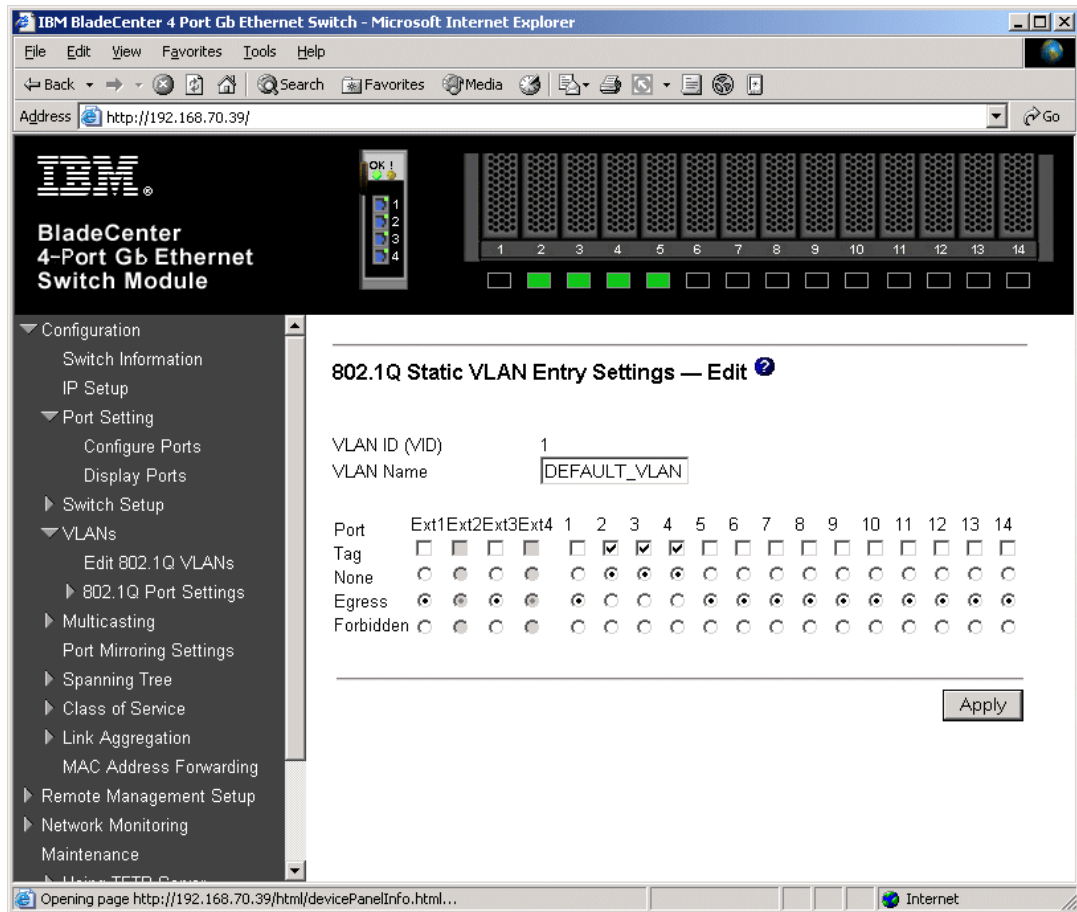 IBM BladeCenter 4 Port Gb Ethernet Switch - Microsoft Internet Explorer
File Edit View Favorites Tools Help
Back Search Favorites Media
Address http://192.168.70.39/ Go
IBM®
OK !
1
2
3
4
BladeCenter
4-Port Gb Ethernet
Switch Module
1 2 3 4 5 6 7 8 9 10 11 12 13 14
Configuration
Switch Information
IP Setup
Port Setting
Configure Ports
Display Ports
Switch Setup
VLANs
Edit 802.1Q VLANs
802.1Q Port Settings
Multicasting
Port Mirroring Settings
Spanning Tree
Class of Service
Link Aggregation
MAC Address Forwarding
Remote Management Setup
Network Monitoring
Maintenance
Using TFTP Server
802.1Q Static VLAN Entry Settings — Edit ?
VLAN ID (VID) 1
VLAN Name DEFAULT_VLAN
Port Ext1 Ext2 Ext3 Ext4 1 2 3 4 5 6 7 8 9 10 11 12 13 14
Tag
None
Egress
Forbidden
Apply
Opening page http://192.168.70.39/html/devicePanelInfo.html... Internet